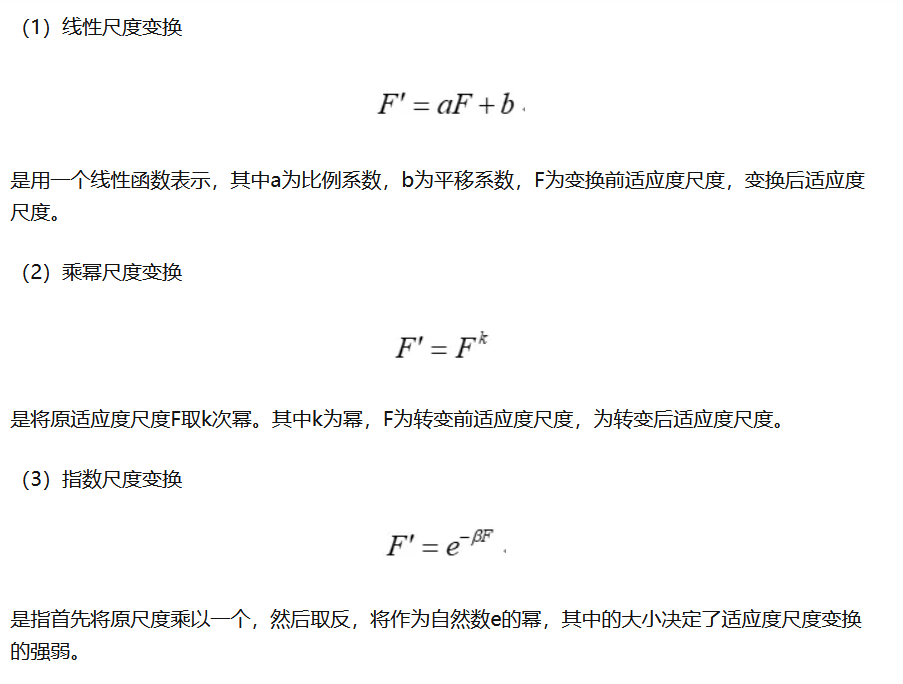 （1）线性尺度变换
F′ = aF + b
是用一个线性函数表示，其中a为比例系数，b为平移系数，F为变换前适应度尺度，变换后适应度
尺度。
（2）乘幂尺度变换
F′ = F^k
是将原适应度尺度F取k次幂。其中k为幂，F为转变前适应度尺度，为转变后适应度尺度。
（3）指数尺度变换
F′ = e^{-βF}
是指首先将原尺度乘以一个，然后取反，将作为自然数e的幂，其中的大小决定了适应度尺度变换
的强弱。